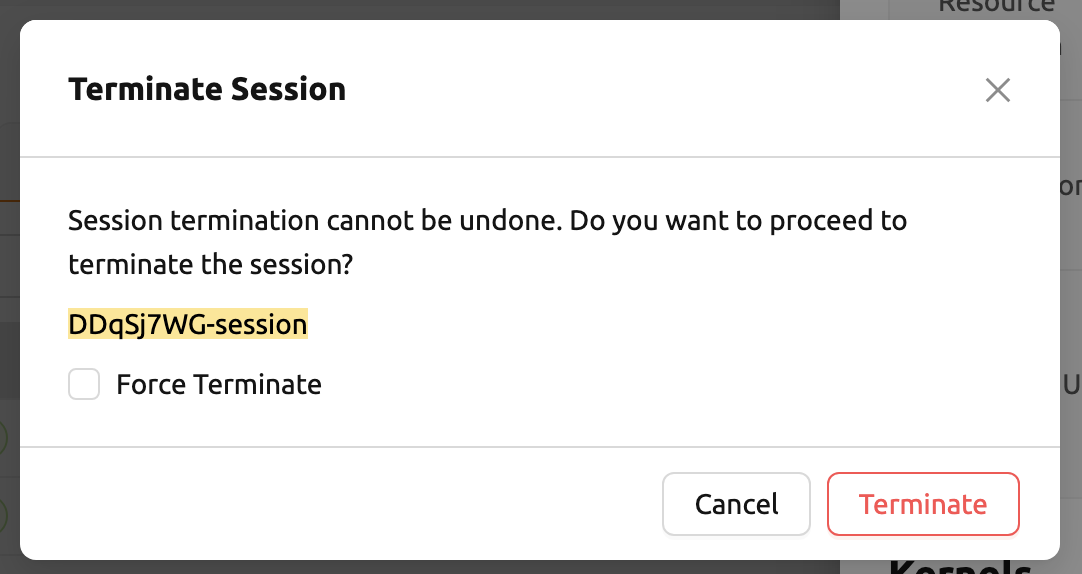 Resource
Terminate Session
Session termination cannot be undone. Do you want to proceed to
terminate the session?
DDqSj7WG-session
Force Terminate
Cancel
Terminate
Kernels